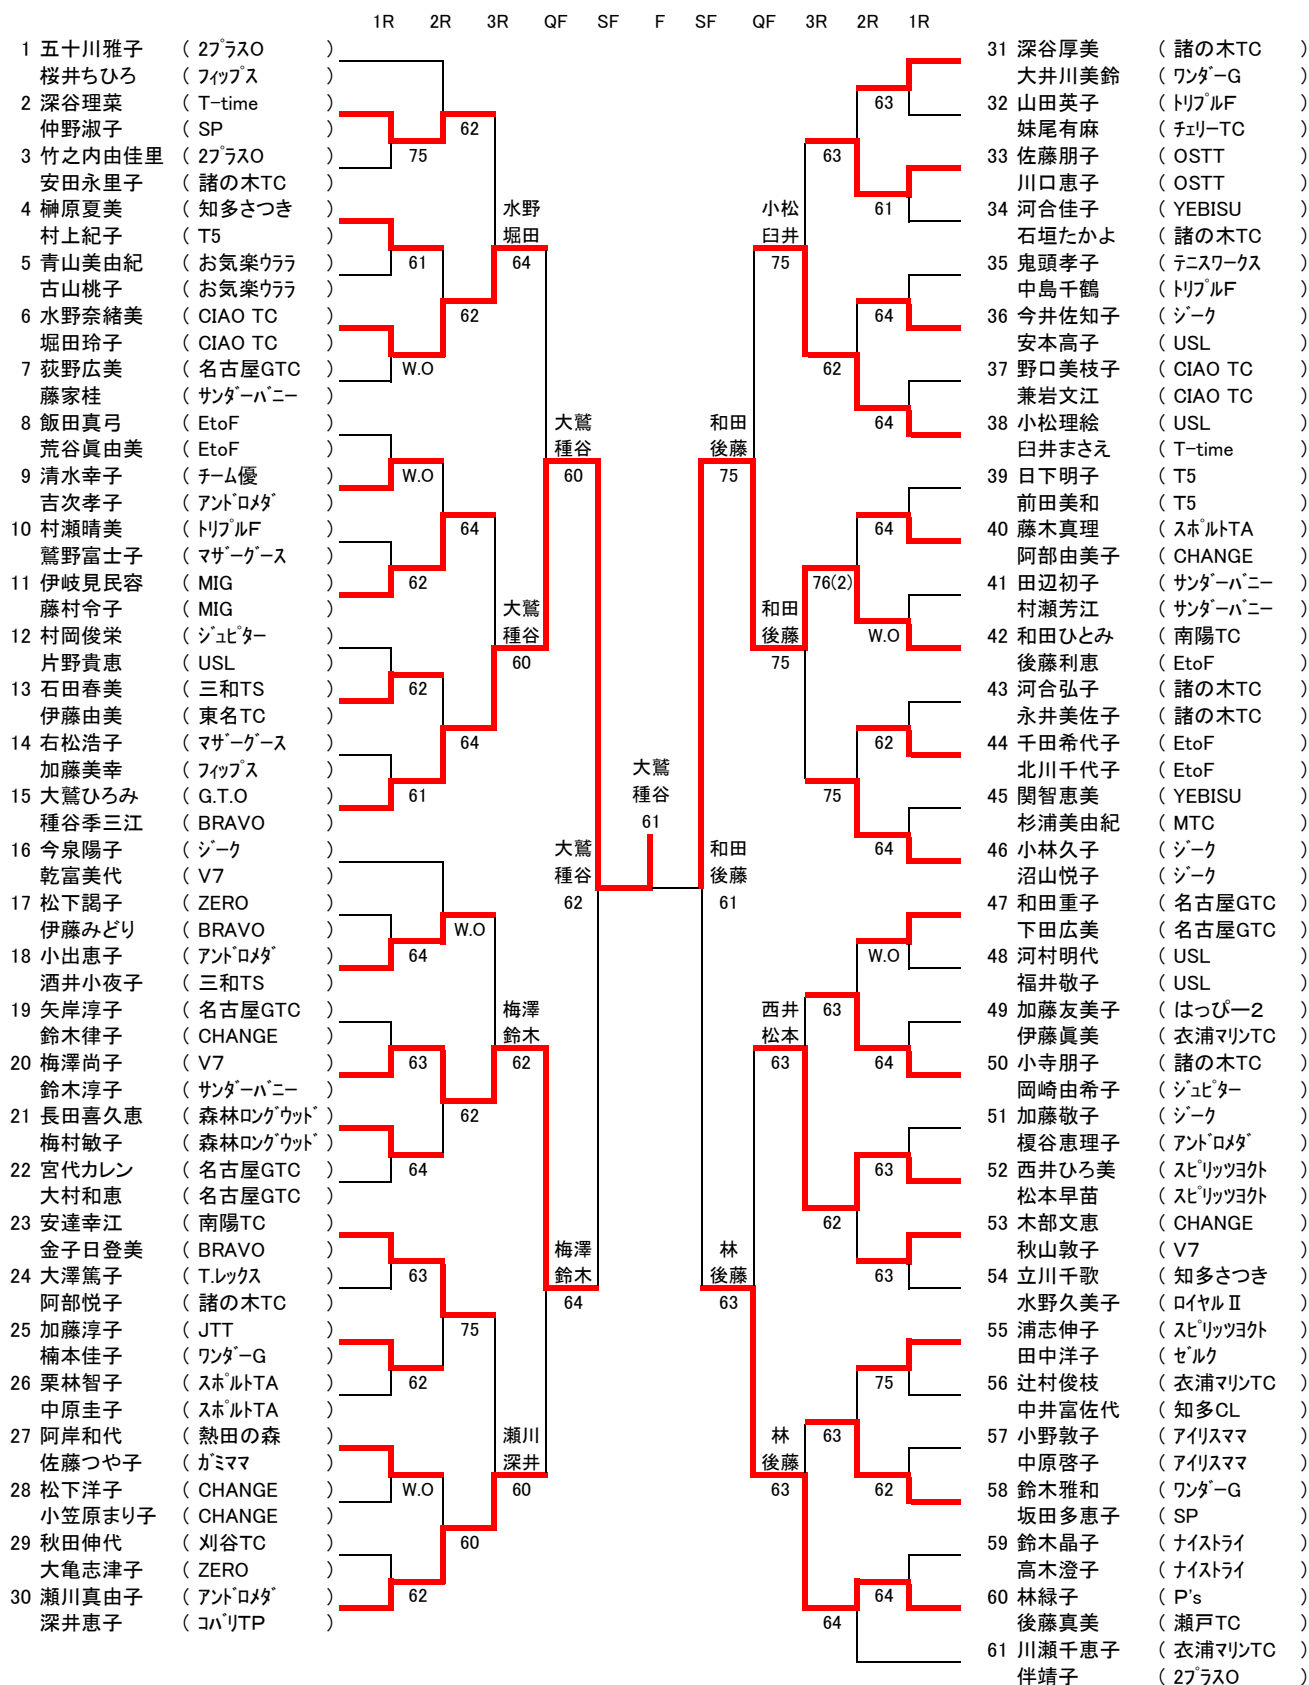 1R 2R 3R QF SF F SF QF 3R 2R 1R
1 五十川雅子 ( 2プラスO )
桜井ちひろ ( フィップス )
2 深谷理菜 ( T-time )
仲野淑子 ( SP )
3 竹之内由佳里 ( 2プラスO )
安田永里子 ( 諸の木TC )
4 榊原夏美 ( 知多さつき )
村上紀子 ( T5 )
5 青山美由紀 ( お気楽ウララ )
古山桃子 ( お気楽ウララ )
6 水野奈緒美 ( CIAO TC )
堀田玲子 ( CIAO TC )
7 荻野広美 ( 名古屋GTC )
藤家桂 ( サンダーバニー )
8 飯田真弓 ( EtoF )
荒谷眞由美 ( EtoF )
9 清水幸子 ( チーム優 )
吉次孝子 ( アンドロメダ )
10 村瀬晴美 ( トリプルF )
鷲野富士子 ( マザーグース )
11 伊岐見民容 ( MIG )
藤村令子 ( MIG )
12 村岡俊栄 ( ジュピター )
片野貴恵 ( USL )
13 石田春美 ( 三和TS )
伊藤由美 ( 東名TC )
14 右松浩子 ( マザーグース )
加藤美幸 ( フィップス )
15 大鷲ひろみ ( G.T.O )
種谷季三江 ( BRAVO )
16 今泉陽子 ( ジーク )
乾富美代 ( V7 )
17 松下謁子 ( ZERO )
伊藤みどり ( BRAVO )
18 小出恵子 ( アンドロメダ )
酒井小夜子 ( 三和TS )
19 矢岸淳子 ( 名古屋GTC )
鈴木律子 ( CHANGE )
20 梅澤尚子 ( V7 )
鈴木淳子 ( サンダーバニー )
21 長田喜久恵 ( 森林ロングウッド )
梅村敏子 ( 森林ロングウッド )
22 宮代カレン ( 名古屋GTC )
大村和恵 ( 名古屋GTC )
23 安達幸江 ( 南陽TC )
金子日登美 ( BRAVO )
24 大澤篤子 ( T.レックス )
阿部悦子 ( 諸の木TC )
25 加藤淳子 ( JTT )
楠本佳子 ( ワンダーG )
26 栗林智子 ( スポルトTA )
中原圭子 ( スポルトTA )
27 阿岸和代 ( 熱田の森 )
佐藤つや子 ( ガミママ )
28 松下洋子 ( CHANGE )
小笠原まり子 ( CHANGE )
29 秋田伸代 ( 刈谷TC )
大亀志津子 ( ZERO )
30 瀬川真由子 ( アンドロメダ )
深井恵子 ( コパリTP )
75
61
W.O
W.O
62
62
61
64
63
64
63
62
W.O
62
62
62
64
64
W.O
62
75
60
水野
堀田
64
大鷲
種谷
60
梅澤
鈴木
62
瀬川
深井
60
大鷲
種谷
60
梅澤
鈴木
64
大鷲
種谷
62
大鷲
種谷
61
和田
後藤
61
和田
後藤
75
林
後藤
63
小松
臼井
75
和田
後藤
75
西井
松本
63
林
後藤
63
63
62
76(2)
75
63
62
63
64
63
61
64
64
64
W.O
62
64
W.O
64
63
63
75
62
64
31 深谷厚美 ( 諸の木TC )
大井川美鈴 ( ワンダーG )
32 山田英子 ( トリプルF )
妹尾有麻 ( チェリーTC )
33 佐藤朋子 ( OSTT )
川口恵子 ( OSTT )
34 河合佳子 ( YEBISU )
石垣たかよ ( 諸の木TC )
35 鬼頭孝子 ( テニスワークス )
中島千鶴 ( トリプルF )
36 今井佐知子 ( ジーク )
安本高子 ( USL )
37 野口美枝子 ( CIAO TC )
兼岩文江 ( CIAO TC )
38 小松理絵 ( USL )
臼井まさえ ( T-time )
39 日下明子 ( T5 )
前田美和 ( T5 )
40 藤木真理 ( スポルトTA )
阿部由美子 ( CHANGE )
41 田辺初子 ( サンダーバニー )
村瀬芳江 ( サンダーバニー )
42 和田ひとみ ( 南陽TC )
後藤利恵 ( EtoF )
43 河合弘子 ( 諸の木TC )
永井美佐子 ( 諸の木TC )
44 千田希代子 ( EtoF )
北川千代子 ( EtoF )
45 関智恵美 ( YEBISU )
杉浦美由紀 ( MTC )
46 小林久子 ( ジーク )
沼山悦子 ( ジーク )
47 和田重子 ( 名古屋GTC )
下田広美 ( 名古屋GTC )
48 河村明代 ( USL )
福井敬子 ( USL )
49 加藤友美子 ( はっぴー2 )
伊藤眞美 ( 衣浦マリンTC )
50 小寺朋子 ( 諸の木TC )
岡崎由希子 ( ジュピター )
51 加藤敬子 ( ジーク )
榎谷恵理子 ( アンドロメダ )
52 西井ひろ美 ( スピリッツヨクト )
松本早苗 ( スピリッツヨクト )
53 木部文恵 ( CHANGE )
秋山敦子 ( V7 )
54 立川千歌 ( 知多さつき )
水野久美子 ( ロイヤルⅡ )
55 浦志伸子 ( スピリッツヨクト )
田中洋子 ( ゼルク )
56 辻村俊枝 ( 衣浦マリンTC )
中井富佐代 ( 知多CL )
57 小野敦子 ( アイリスママ )
中原啓子 ( アイリスママ )
58 鈴木雅和 ( ワンダーG )
坂田多恵子 ( SP )
59 鈴木晶子 ( ナイストライ )
高木澄子 ( ナイストライ )
60 林緑子 ( P's )
後藤真美 ( 瀬戸TC )
61 川瀬千恵子 ( 衣浦マリンTC )
伴靖子 ( 2プラスO )